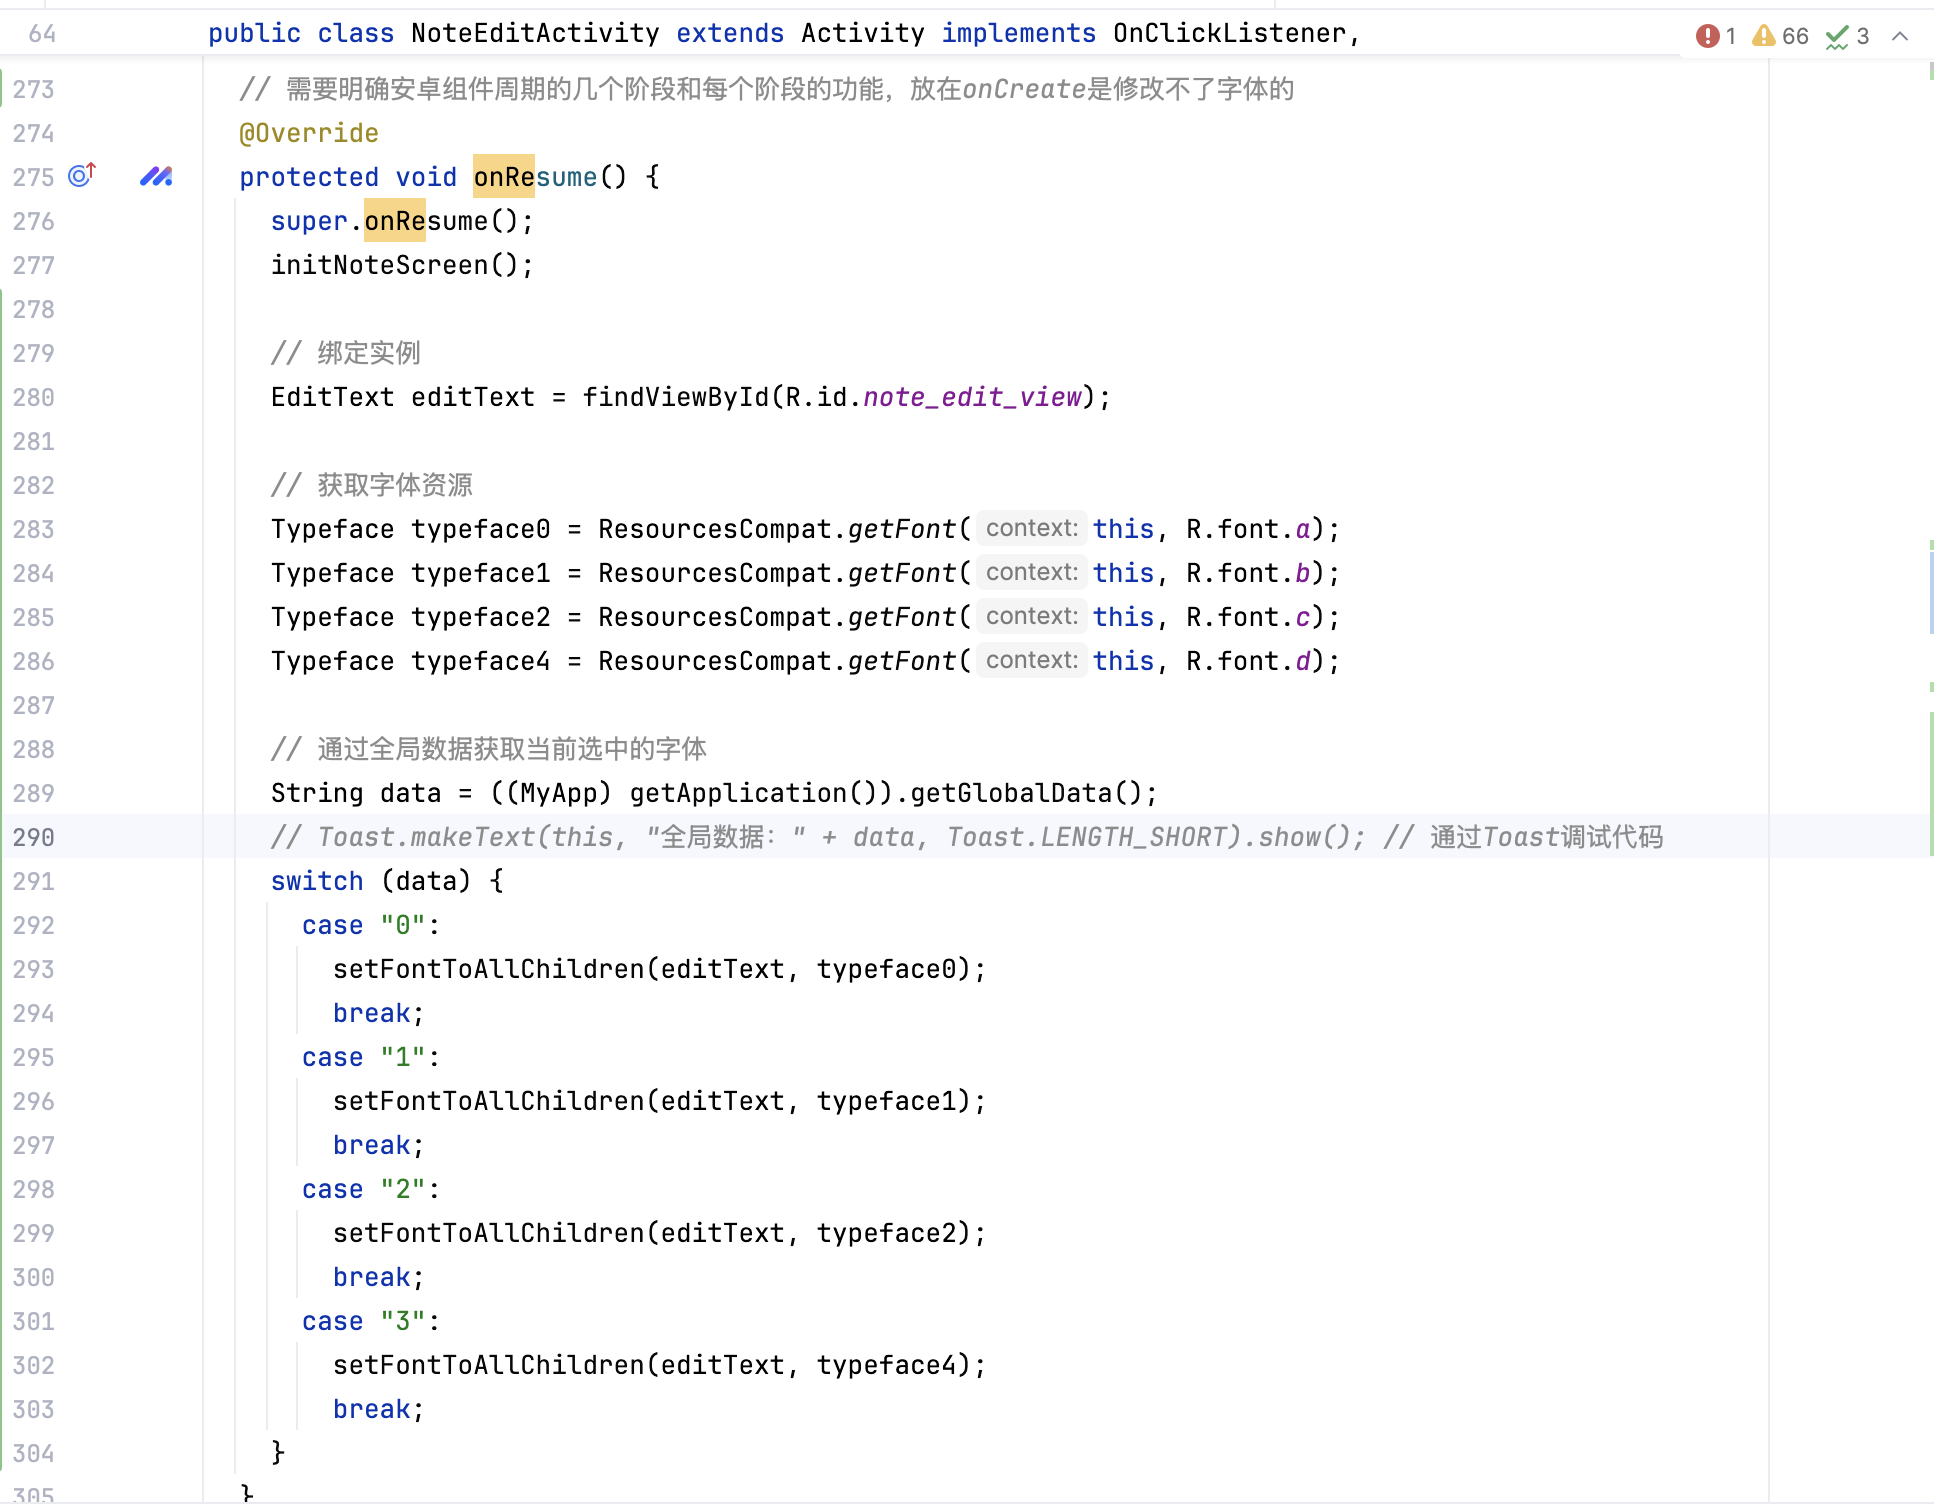 64 public class NoteEditActivity extends Activity implements OnClickListener, 1 66 3
273 // 需要明确安卓组件周期的几个阶段和每个阶段的功能，放在onCreate是修改不了字体的
274 @Override
275 protected void onResume() {
276 super.onResume();
277 initNoteScreen();
278
279 // 绑定实例
280 EditText editText = findViewById(R.id.note_edit_view);
281
282 // 获取字体资源
283 Typeface typeface0 = ResourcesCompat.getFont( context: this, R.font.a);
284 Typeface typeface1 = ResourcesCompat.getFont( context: this, R.font.b);
285 Typeface typeface2 = ResourcesCompat.getFont( context: this, R.font.c);
286 Typeface typeface4 = ResourcesCompat.getFont( context: this, R.font.d);
287
288 // 通过全局数据获取当前选中的字体
289 String data = ((MyApp) getApplication()).getGlobalData();
290 // Toast.makeText(this, "全局数据：" + data, Toast.LENGTH_SHORT).show(); // 通过Toast调试代码
291 switch (data) {
292 case "0":
293 setFontToAllChildren(editText, typeface0);
294 break;
295 case "1":
296 setFontToAllChildren(editText, typeface1);
297 break;
298 case "2":
299 setFontToAllChildren(editText, typeface2);
300 break;
301 case "3":
302 setFontToAllChildren(editText, typeface4);
303 break;
304 }
305 }